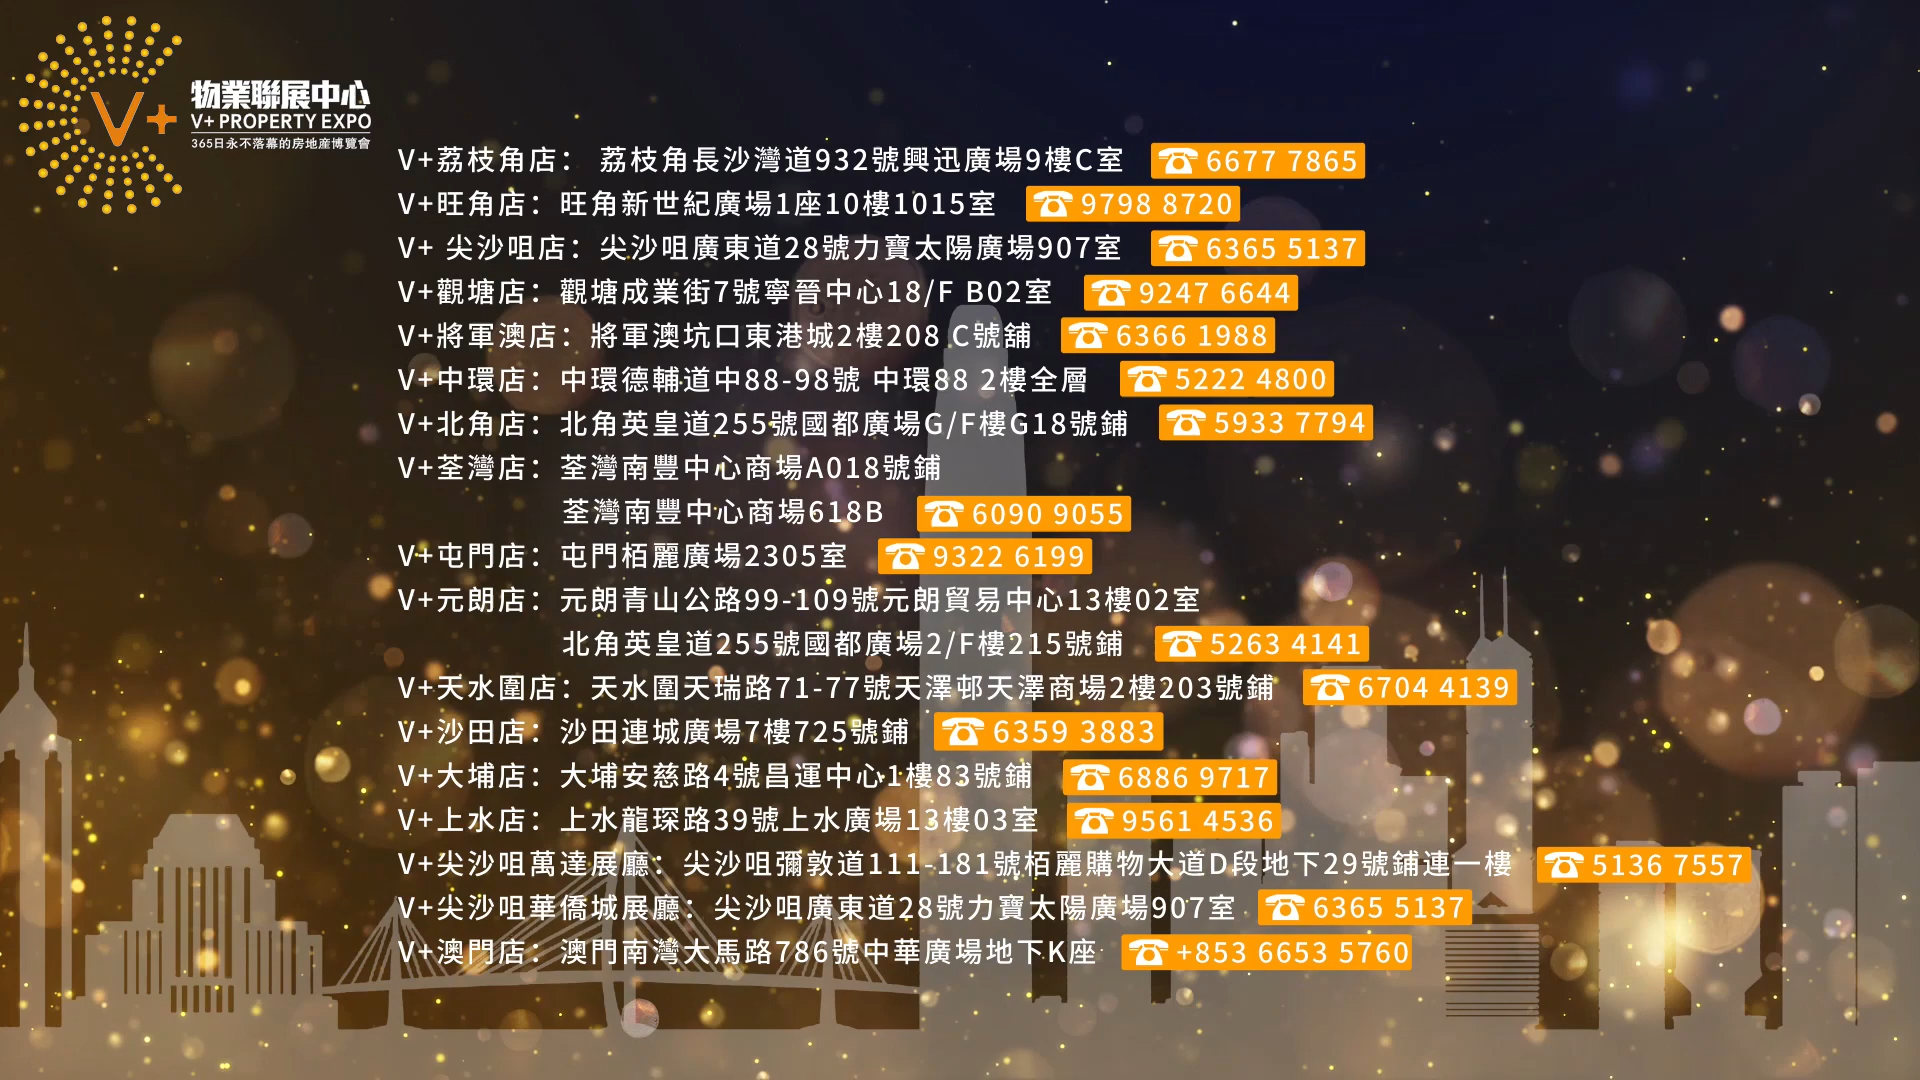 V+
物業聯展中心
V+ PROPERTY EXPO
365日永不落幕的房地産博覽會
V+荔枝角店： 荔枝角長沙灣道932號興迅廣場9樓C室 ☎ 6677 7865
V+旺角店：旺角新世紀廣場1座10樓1015室 ☎ 9798 8720
V+ 尖沙咀店：尖沙咀廣東道28號力寶太陽廣場907室 ☎ 6365 5137
V+觀塘店：觀塘成業街7號寧晉中心18/F B02室 ☎ 9247 6644
V+將軍澳店：將軍澳坑口東港城2樓208 C號舖 ☎ 6366 1988
V+中環店：中環德輔道中88-98號 中環88 2樓全層 ☎ 5222 4800
V+北角店：北角英皇道255號國都廣場G/F樓G18號鋪 ☎ 5933 7794
V+荃灣店：荃灣南豐中心商場A018號鋪
荃灣南豐中心商場618B ☎ 6090 9055
V+屯門店：屯門栢麗廣場2305室 ☎ 9322 6199
V+元朗店：元朗青山公路99-109號元朗貿易中心13樓02室
北角英皇道255號國都廣場2/F樓215號鋪 ☎ 5263 4141
V+天水圍店：天水圍天瑞路71-77號天澤邨天澤商場2樓203號鋪 ☎ 6704 4139
V+沙田店：沙田連城廣場7樓725號鋪 ☎ 6359 3883
V+大埔店：大埔安慈路4號昌運中心1樓83號鋪 ☎ 6886 9717
V+上水店：上水龍琛路39號上水廣場13樓03室 ☎ 9561 4536
V+尖沙咀萬達展廳：尖沙咀彌敦道111-181號栢麗購物大道D段地下29號鋪連一樓 ☎ 5136 7557
V+尖沙咀華僑城展廳：尖沙咀廣東道28號力寶太陽廣場907室 ☎ 6365 5137
V+澳門店：澳門南灣大馬路786號中華廣場地下K座 ☎ +853 6653 5760